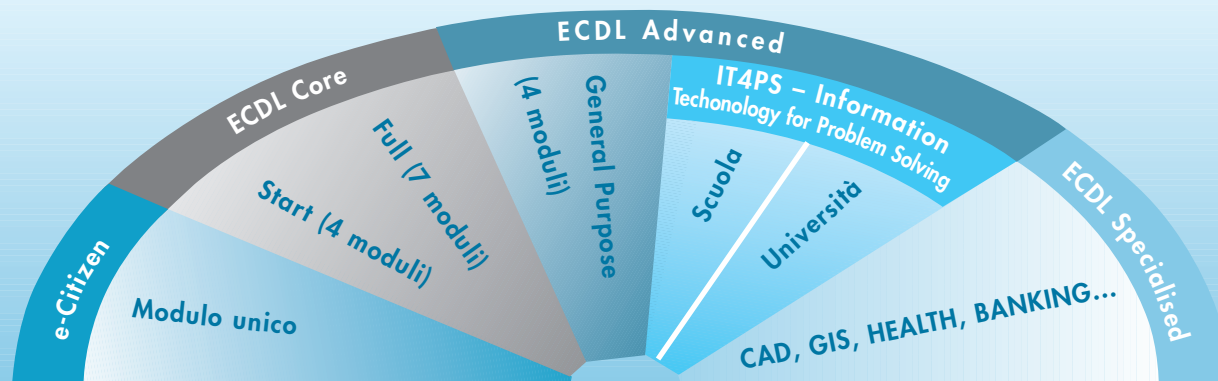 e-Citizen
Modulo unico
ECDL Core
Start (4 moduli)
Full (7 moduli)
ECDL Advanced
General Purpose
(4 moduli)
IT4PS – Information
Techonology for Problem Solving
Scuola
Università
ECDL Specialised
CAD, GIS, HEALTH, BANKING...